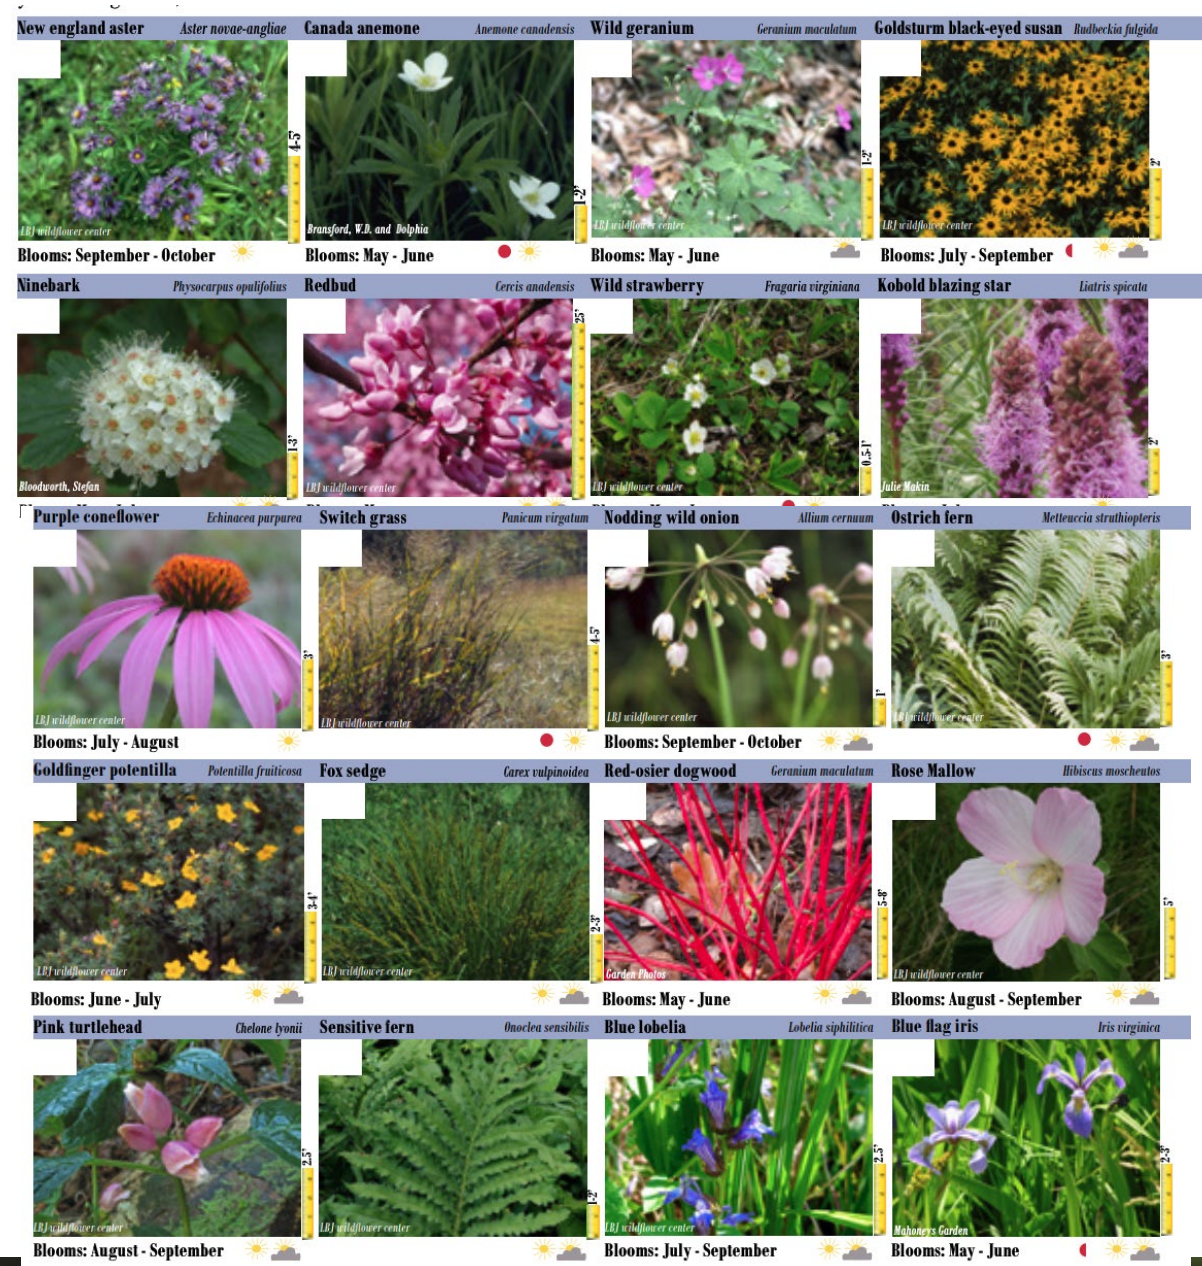 New england aster Aster novae-angliae Canada anemone Anemone canadensis Wild geranium Geranium maculatum Goldsturm black-eyed susan Rudbeckia fulgida
4-5' 1-2' 1-2' 2'
LBJ wildflower center Bransford, W.D. and Dolphia LBJ wildflower center LBJ wildflower center
Blooms: September - October Blooms: May - June Blooms: May - June Blooms: July - September
Ninebark Physocarpus opulifolius Redbud Cercis anadensis Wild strawberry Fragaria virginiana Kobold blazing star Liatris spicata
1-3' 25' 0.5-1' 2'
Bloodworth, Stefan LBJ wildflower center LBJ wildflower center Julie Makin
Purple coneflower Echinacea purpurea Switch grass Panicum virgatum Nodding wild onion Allium cernuum Ostrich fern Metteuccia struthiopteris
3' 4-5' 1' 3'
LBJ wildflower center LBJ wildflower center LBJ wildflower center LBJ wildflower center
Blooms: July - August Blooms: September - October
Goldfinger potentilla Potentilla fruiticosa Fox sedge Carex vulpinoidea Red-osier dogwood Geranium maculatum Rose Mallow Hibiscus moscheutos
3-4' 2-3' 5-8' 5'
LBJ wildflower center LBJ wildflower center Garden Photos LBJ wildflower center
Blooms: June - July Blooms: May - June Blooms: August - September
Pink turtlehead Chelone lyonii Sensitive fern Onoclea sensibilis Blue lobelia Lobelia siphilitica Blue flag iris Iris virginica
2.5' 1-2' 2.5' 2-3'
LBJ wildflower center LBJ wildflower center LBJ wildflower center Mahoneys Garden
Blooms: August - September Blooms: July - September Blooms: May - June